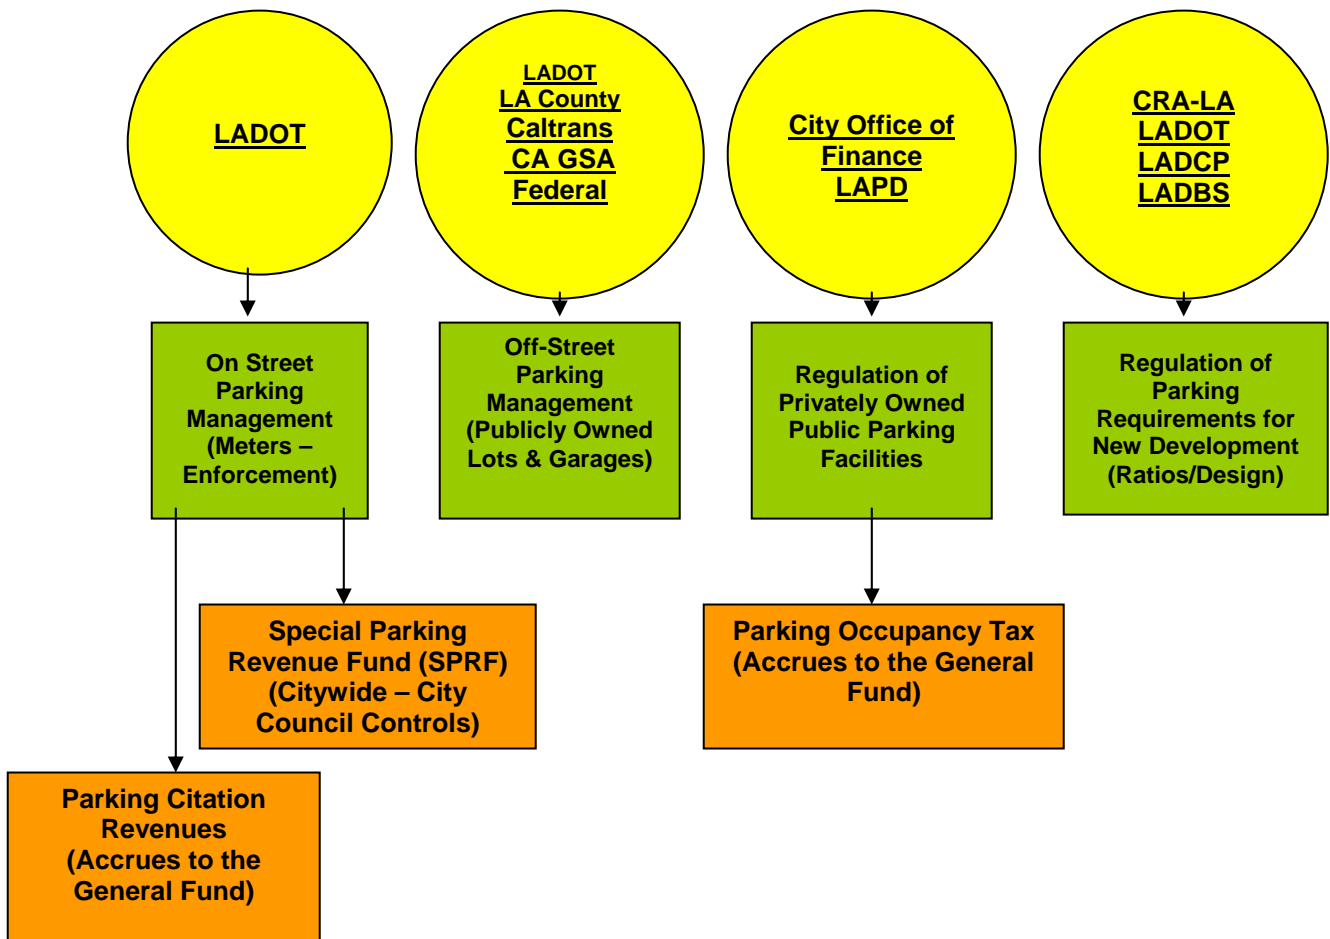 LADOT
LADOT
LA County
Caltrans
CA GSA
Federal
City Office of
Finance
LAPD
CRA-LA
LADOT
LADCP
LADBS
On Street
Parking
Management
(Meters –
Enforcement)
Off-Street
Parking
Management
(Publicly Owned
Lots & Garages)
Regulation of
Privately Owned
Public Parking
Facilities
Regulation of
Parking
Requirements for
New Development
(Ratios/Design)
Special Parking
Revenue Fund (SPRF)
(Citywide – City
Council Controls)
Parking Occupancy Tax
(Accrues to the General
Fund)
Parking Citation
Revenues
(Accrues to the
General Fund)